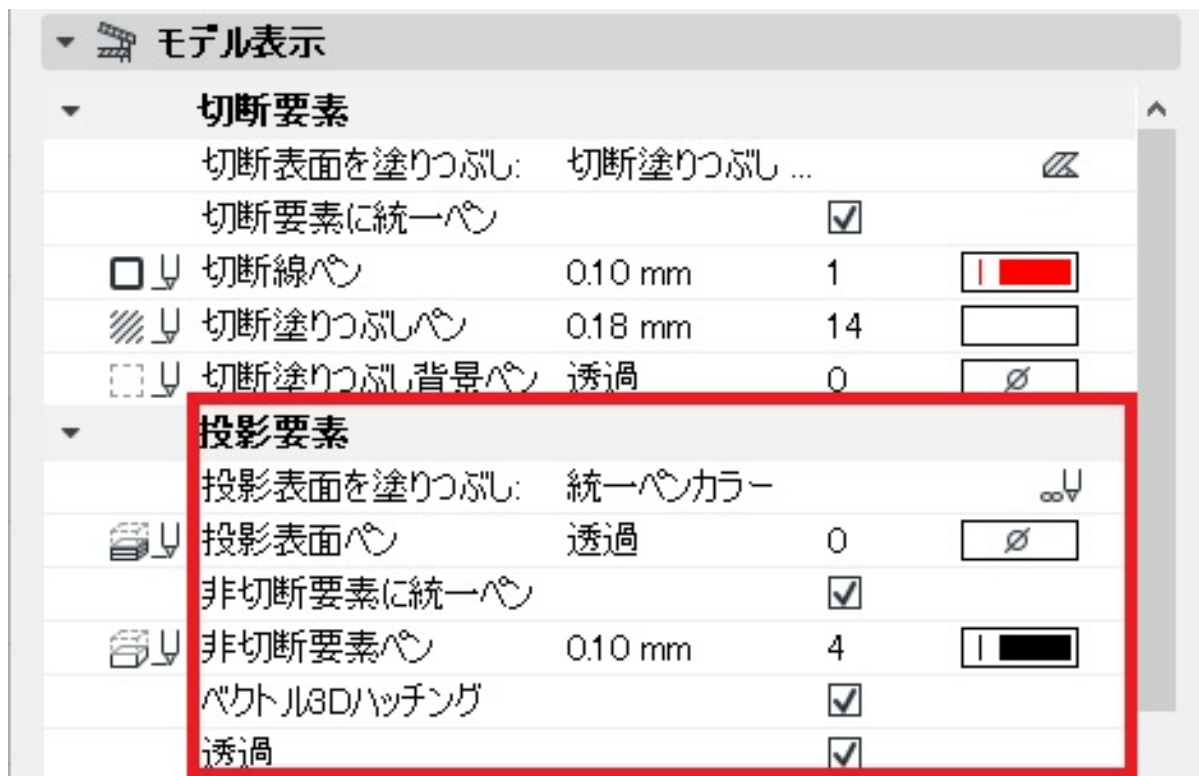 モデル表示
切断要素
切断表面を塗りつぶし: 切断塗りつぶし ...
切断要素に統一ペン
切断線ペン 0.10 mm 1
切断塗りつぶしペン 0.18 mm 14
切断塗りつぶし背景ペン 透過 0
投影要素
投影表面を塗りつぶし: 統一ペンカラー
投影表面ペン 透過 0
非切断要素に統一ペン
非切断要素ペン 0.10 mm 4
ベクトル3Dハッチング
透過